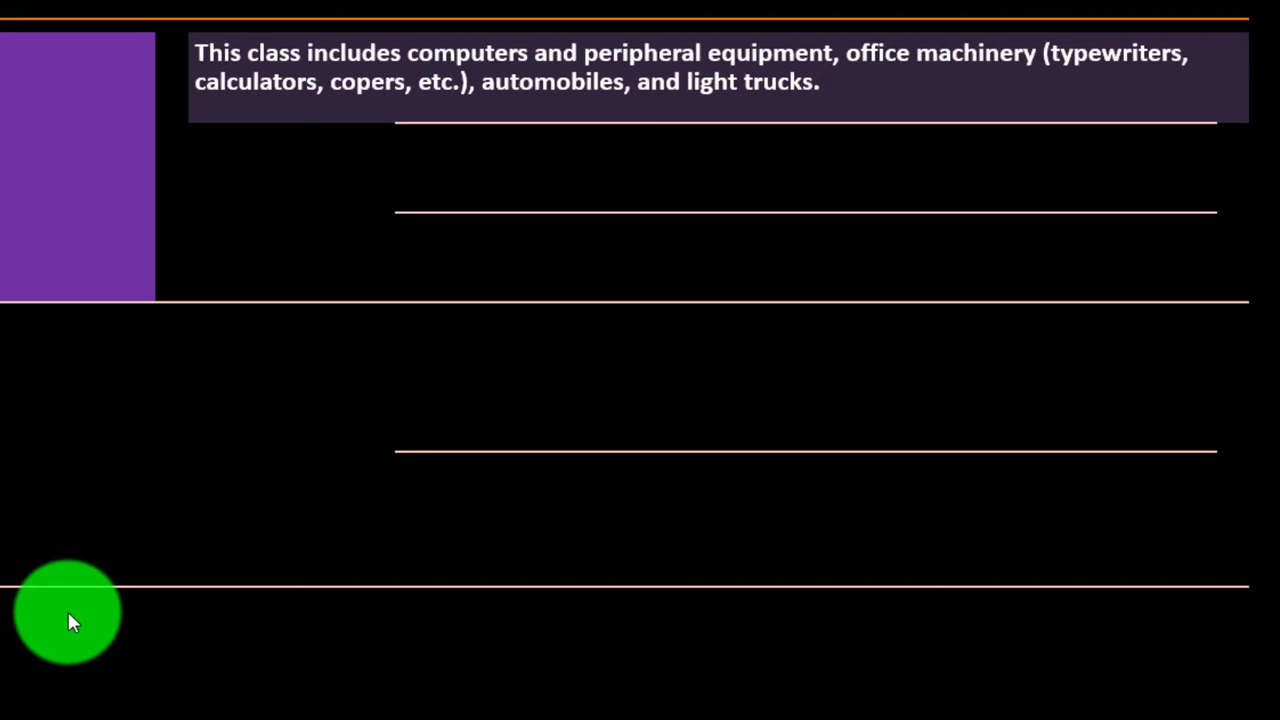 This class includes computers and peripheral equipment, office machinery (typewriters,
calculators, copers, etc.), automobiles, and light trucks.